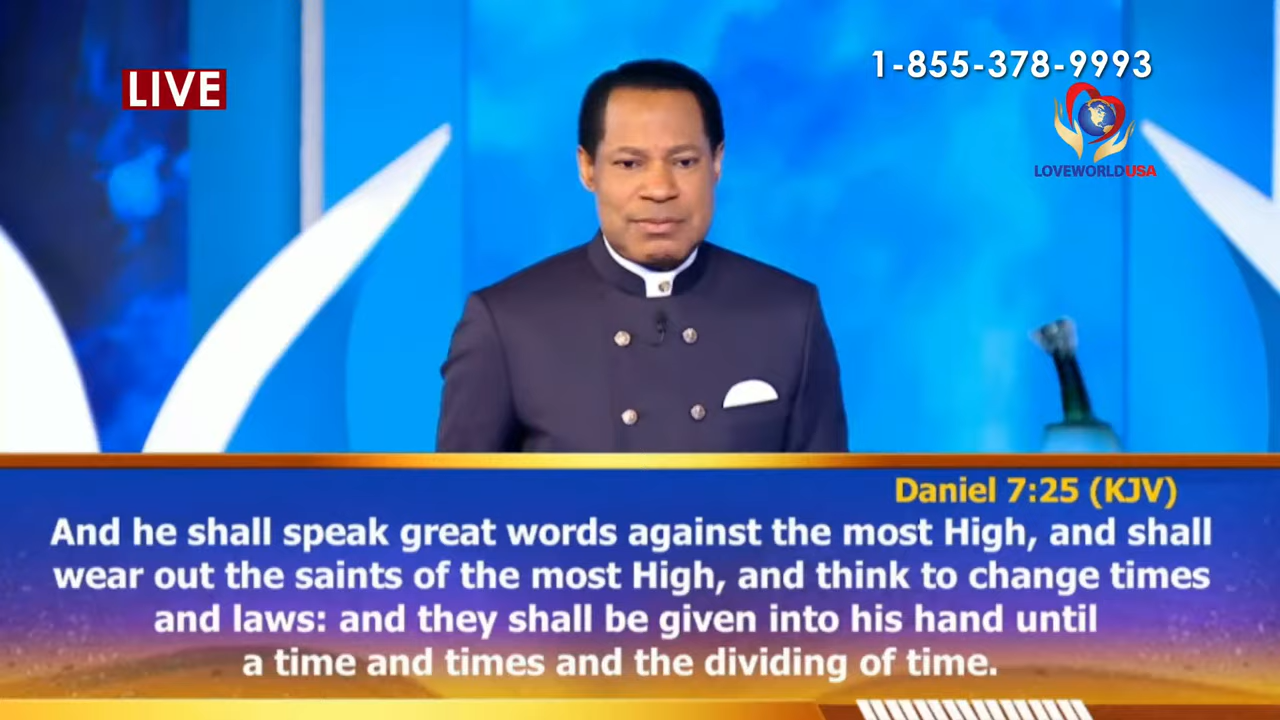 LIVE
1-855-378-9993
LOVEWORLDUSA
Daniel 7:25 (KJV)
And he shall speak great words against the most High, and shall
wear out the saints of the most High, and think to change times
and laws: and they shall be given into his hand until
a time and times and the dividing of time.